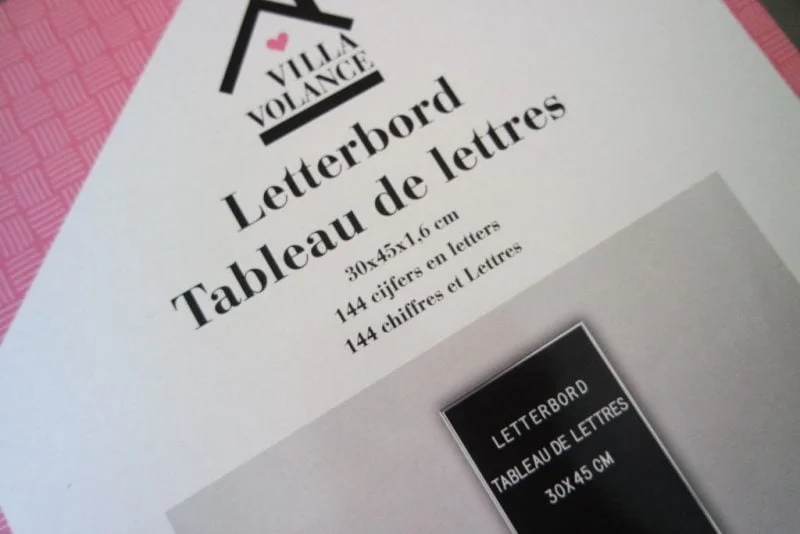 VILLA
VOLANCE
Letterbord
Tableau de lettres
30x45x1,6 cm
144 cijfers en letters
144 chiffres et Lettres
LETTERBORD
TABLEAU DE LETTRES
30X45 CM